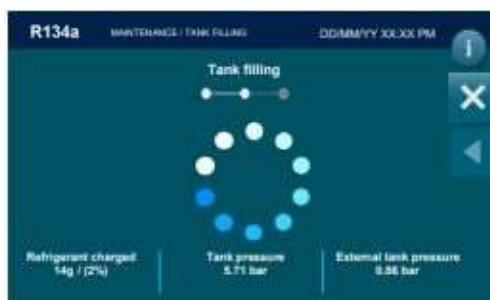 R134a
MAINTENANCE / TANK FILLING
DD/MM/YY XX:XX PM
Tank filling
Refrigerant charged
14g / (2%)
Tank pressure
5.71 bar
External tank pressure
0.86 bar